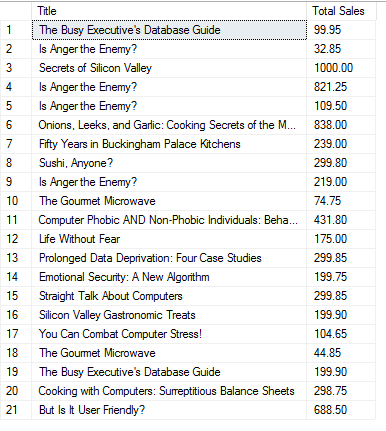 Title Total Sales
1 The Busy Executive's Database Guide 99.95
2 Is Anger the Enemy? 32.85
3 Secrets of Silicon Valley 1000.00
4 Is Anger the Enemy? 821.25
5 Is Anger the Enemy? 109.50
6 Onions, Leeks, and Garlic: Cooking Secrets of the M... 838.00
7 Fifty Years in Buckingham Palace Kitchens 239.00
8 Sushi, Anyone? 299.80
9 Is Anger the Enemy? 219.00
10 The Gourmet Microwave 74.75
11 Computer Phobic AND Non-Phobic Individuals: Beha... 431.80
12 Life Without Fear 175.00
13 Prolonged Data Deprivation: Four Case Studies 299.85
14 Emotional Security: A New Algorithm 199.75
15 Straight Talk About Computers 299.85
16 Silicon Valley Gastronomic Treats 199.90
17 You Can Combat Computer Stress! 104.65
18 The Gourmet Microwave 44.85
19 The Busy Executive's Database Guide 199.90
20 Cooking with Computers: Surreptitious Balance Sheets 298.75
21 But Is It User Friendly? 688.50